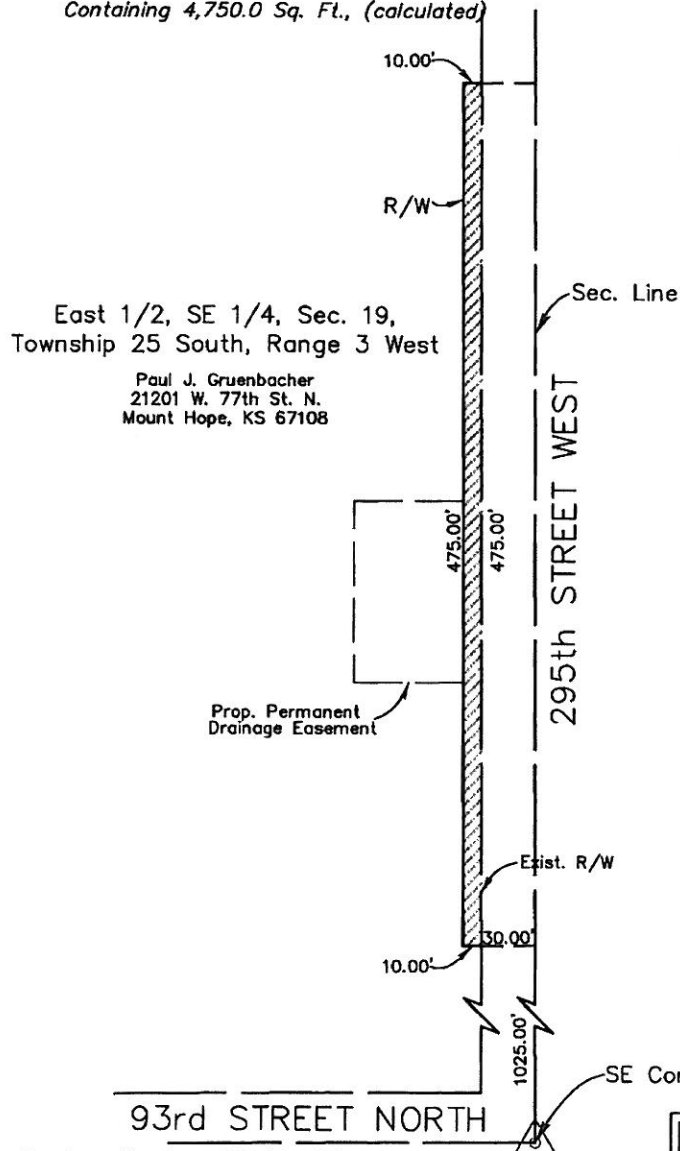 Containing 4,750.0 Sq. Ft., (calculated)
10.00'
R/W
Sec. Line
East 1/2, SE 1/4, Sec. 19,
Township 25 South, Range 3 West
Paul J. Gruenbacher
21201 W. 77th St. N.
Mount Hope, KS 67108
475.00'
475.00'
295th STREET WEST
Prop. Permanent
Drainage Easement
Exist. R/W
30.00'
10.00'
1025.00'
SE Cor
93rd STREET NORTH